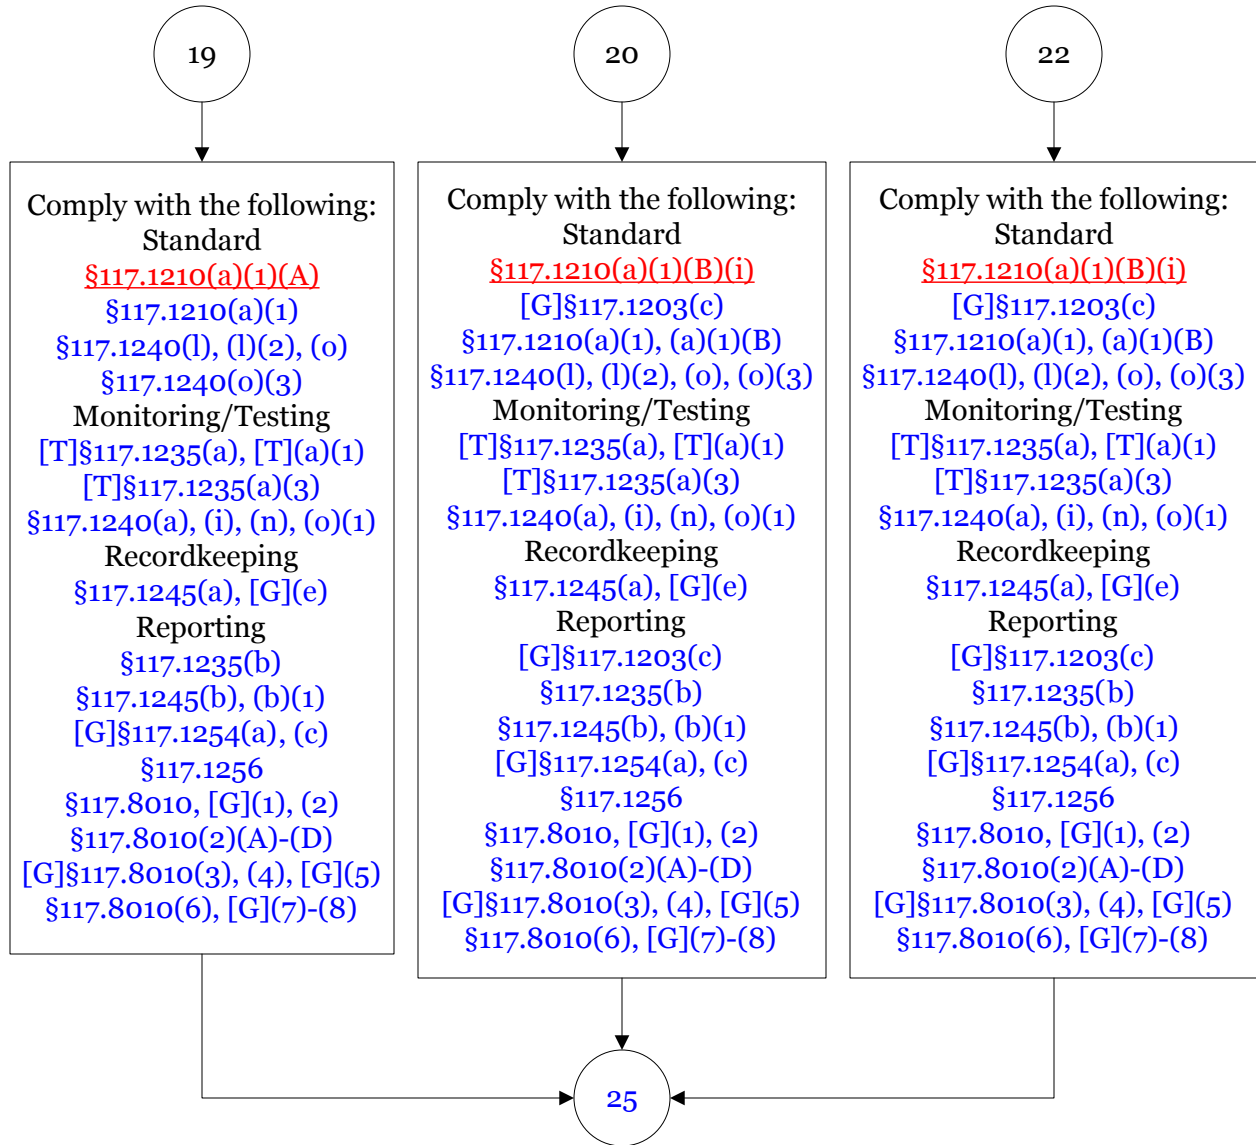 19
Comply with the following:
Standard
§117.1210(a)(1)(A)
§117.1210(a)(1)
§117.1240(l), (l)(2), (o)
§117.1240(o)(3)
Monitoring/Testing
[T]§117.1235(a), [T](a)(1)
[T]§117.1235(a)(3)
§117.1240(a), (i), (n), (o)(1)
Recordkeeping
§117.1245(a), [G](e)
Reporting
§117.1235(b)
§117.1245(b), (b)(1)
[G]§117.1254(a), (c)
§117.1256
§117.8010, [G](1), (2)
§117.8010(2)(A)-(D)
[G]§117.8010(3), (4), [G](5)
§117.8010(6), [G](7)-(8)
20
Comply with the following:
Standard
§117.1210(a)(1)(B)(i)
[G]§117.1203(c)
§117.1210(a)(1), (a)(1)(B)
§117.1240(l), (l)(2), (o), (o)(3)
Monitoring/Testing
[T]§117.1235(a), [T](a)(1)
[T]§117.1235(a)(3)
§117.1240(a), (i), (n), (o)(1)
Recordkeeping
§117.1245(a), [G](e)
Reporting
[G]§117.1203(c)
§117.1235(b)
§117.1245(b), (b)(1)
[G]§117.1254(a), (c)
§117.1256
§117.8010, [G](1), (2)
§117.8010(2)(A)-(D)
[G]§117.8010(3), (4), [G](5)
§117.8010(6), [G](7)-(8)
22
Comply with the following:
Standard
§117.1210(a)(1)(B)(i)
[G]§117.1203(c)
§117.1210(a)(1), (a)(1)(B)
§117.1240(l), (l)(2), (o), (o)(3)
Monitoring/Testing
[T]§117.1235(a), [T](a)(1)
[T]§117.1235(a)(3)
§117.1240(a), (i), (n), (o)(1)
Recordkeeping
§117.1245(a), [G](e)
Reporting
[G]§117.1203(c)
§117.1235(b)
§117.1245(b), (b)(1)
[G]§117.1254(a), (c)
§117.1256
§117.8010, [G](1), (2)
§117.8010(2)(A)-(D)
[G]§117.8010(3), (4), [G](5)
§117.8010(6), [G](7)-(8)
25